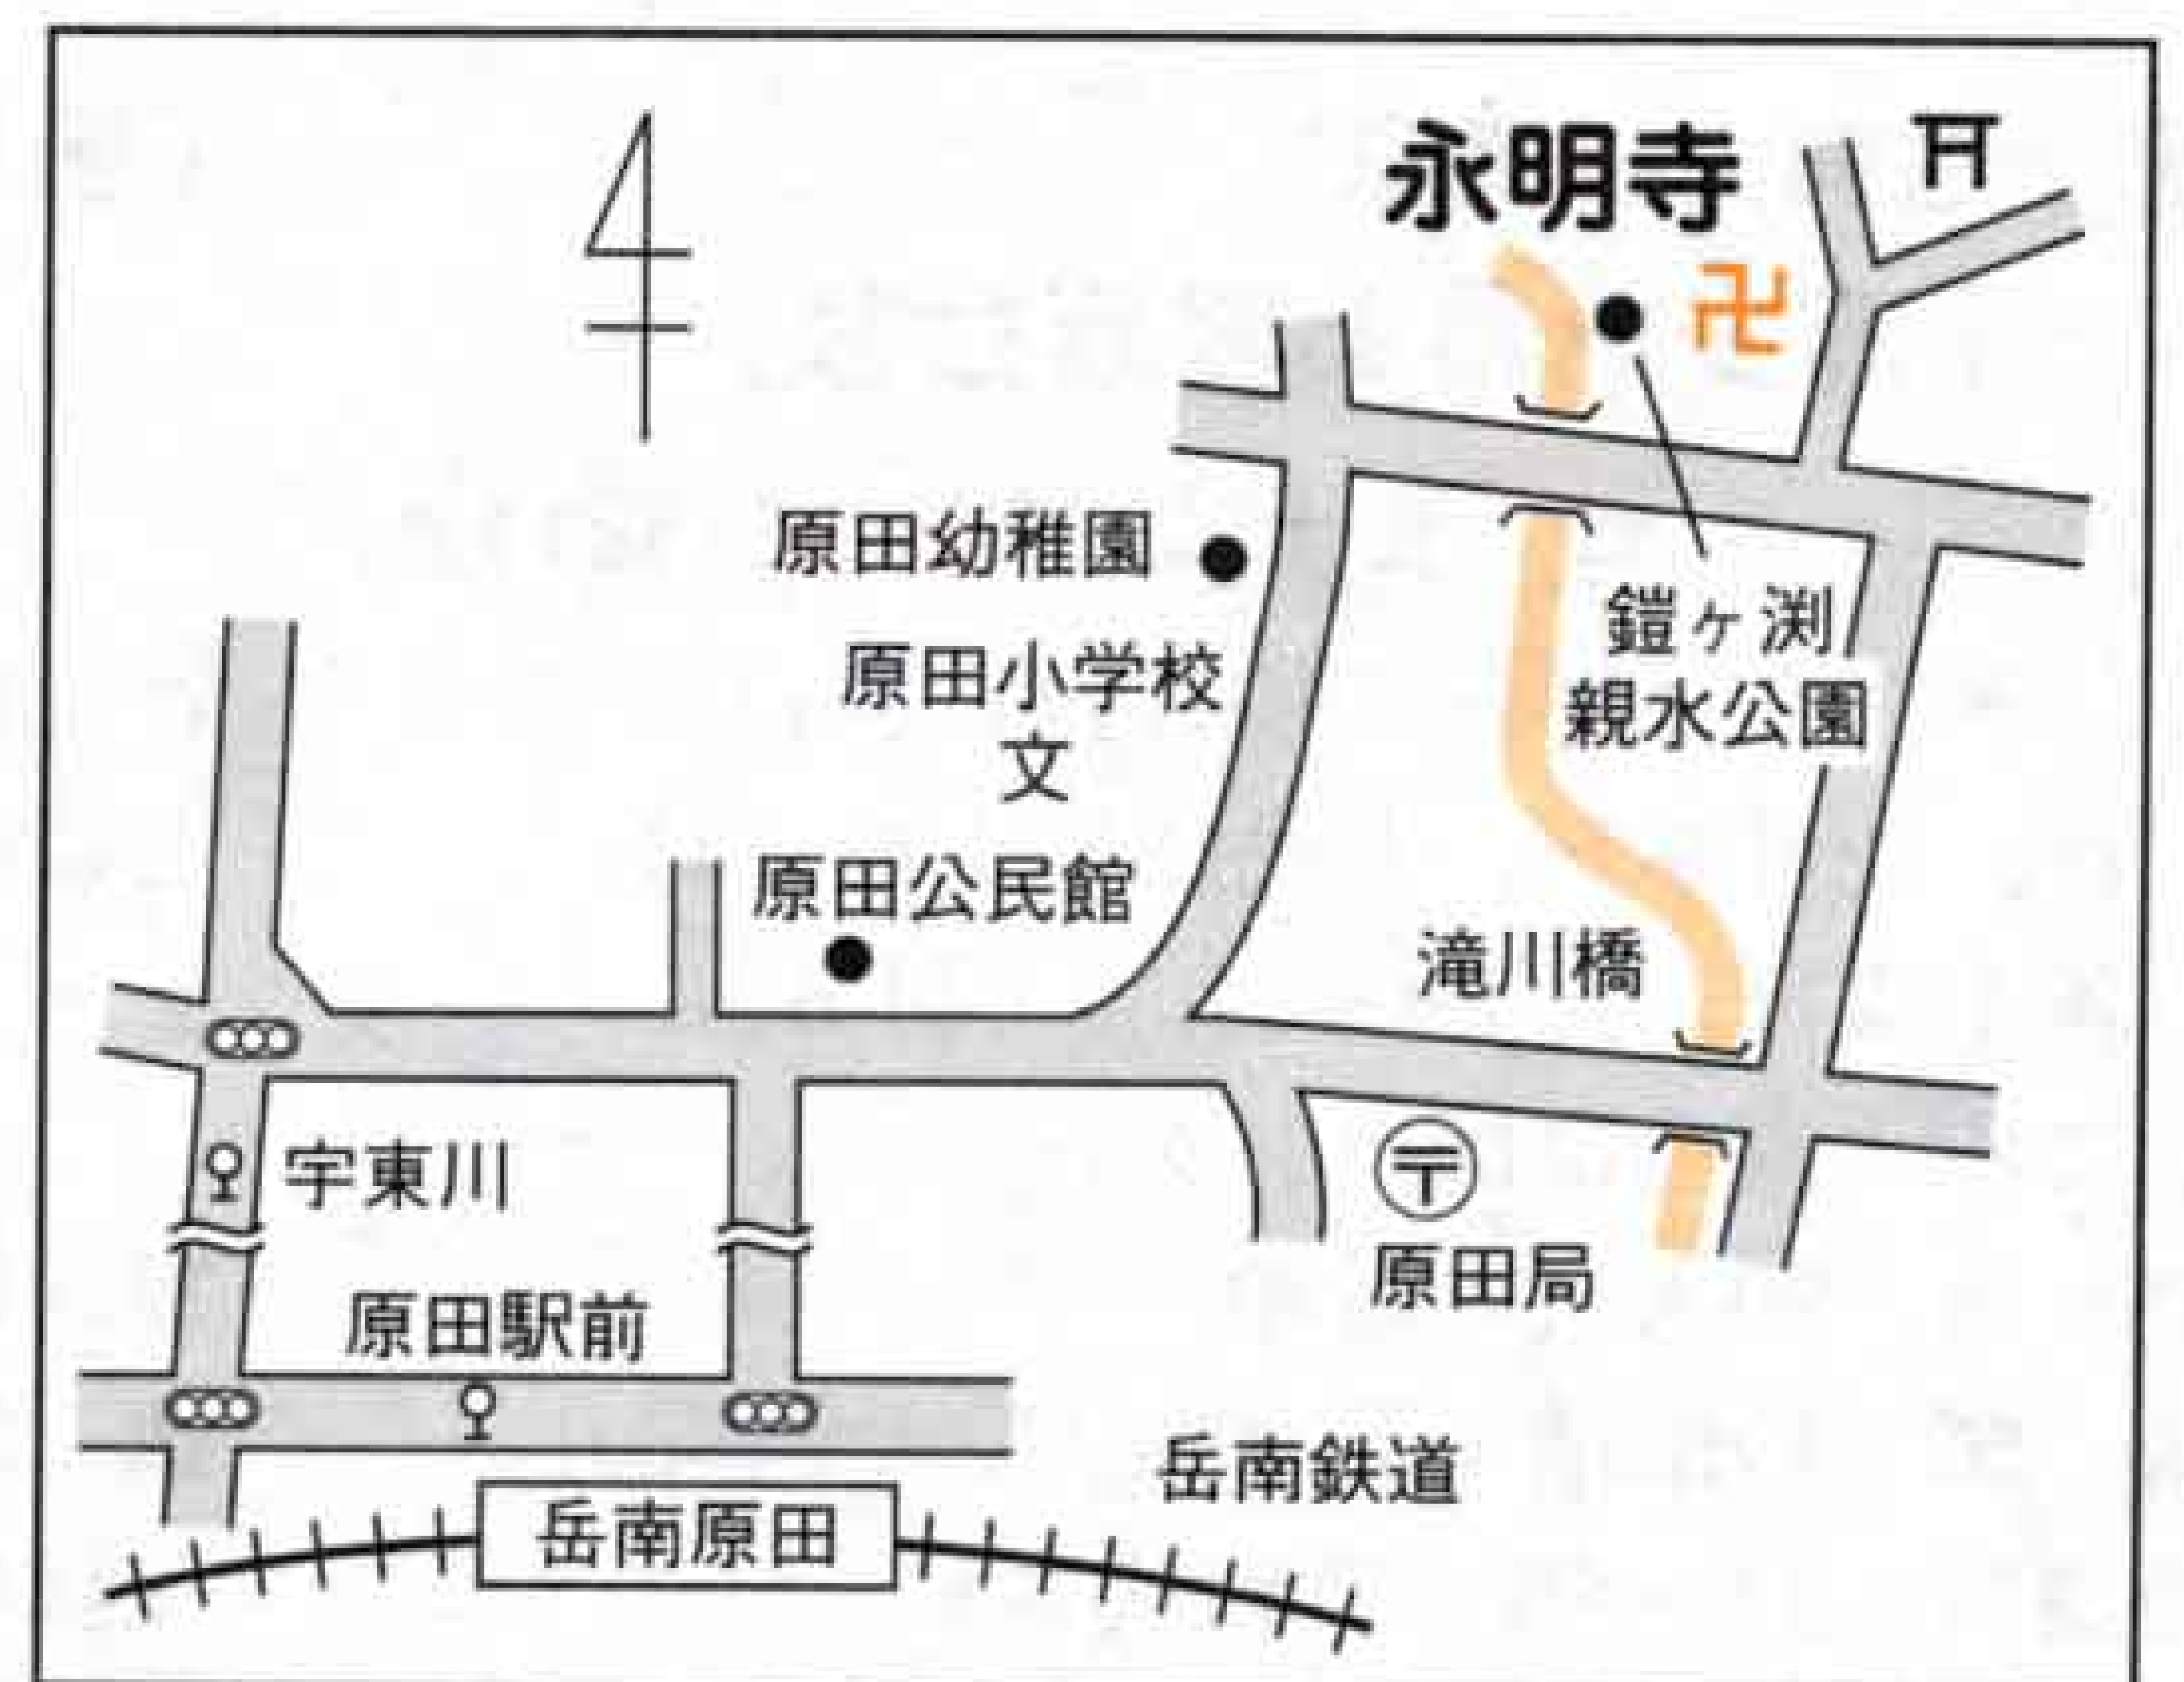 永明寺
原田幼稚園
鎧ヶ渕
親水公園
原田小学校
文
原田公民館
滝川橋
宇東川
〒
原田局
原田駅前
岳南鉄道
岳南原田